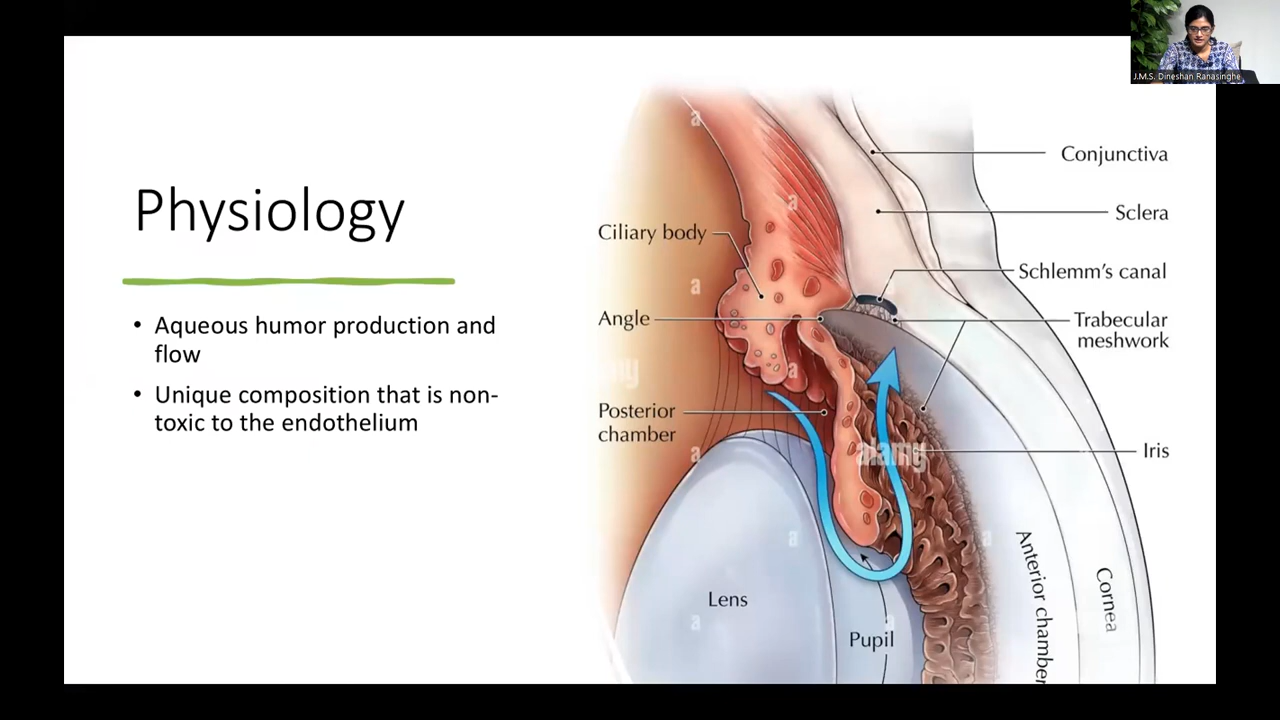 J.M.S. Dineshan Ranasinghe
Physiology
• Aqueous humor production and
flow
• Unique composition that is non-
toxic to the endothelium
Conjunctiva
Sclera
Ciliary body
Schlemm's canal
Angle
Trabecular
meshwork
Posterior
chamber
Iris
Lens
Pupil
Anterior chamber
Cornea
a
a
a
a
a
a
a
a
a
alamy